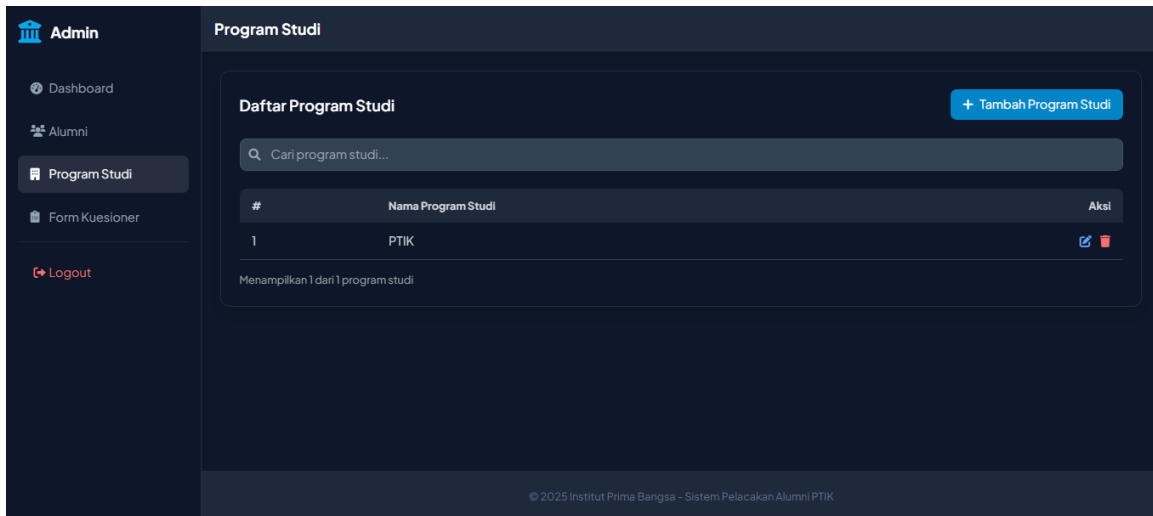 Admin
Program Studi
Dashboard
Alumni
Program Studi
Form Kuesioner
Logout
Daftar Program Studi
+ Tambah Program Studi
Cari program studi...
# Nama Program Studi Aksi
1 PTIK
Menampilkan 1 dari 1 program studi
© 2025 Institut Prima Bangsa - Sistem Pelacakan Alumni PTIK